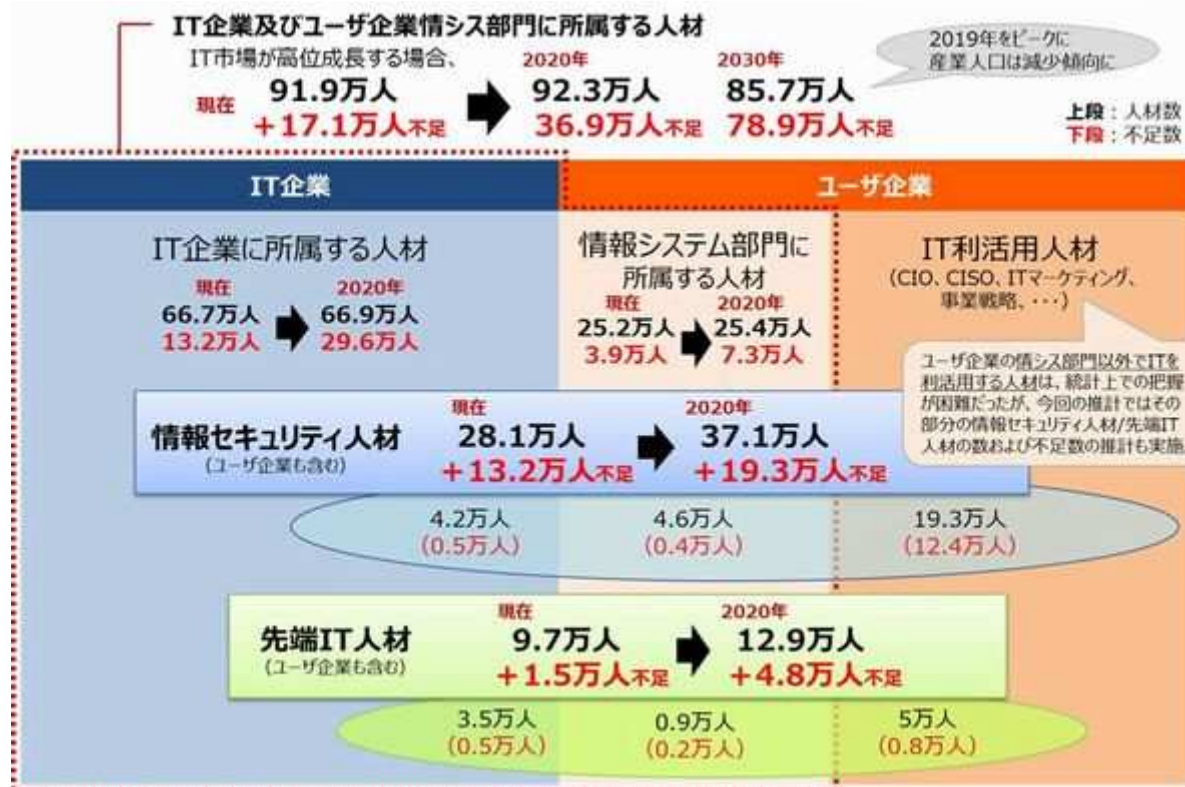 IT企業及びユーザ企業情シス部門に所属する人材
IT市場が高位成長する場合、
2020年
2030年
2019年をピークに
産業人口は減少傾向に
現在
91.9万人
92.3万人
85.7万人
+17.1万人不足
36.9万人不足
78.9万人不足
上段：人材数
下段：不足数
IT企業
ユーザ企業
IT企業に所属する人材
現在
2020年
66.7万人
66.9万人
13.2万人
29.6万人
情報システム部門に
所属する人材
現在
2020年
25.2万人
25.4万人
3.9万人
7.3万人
IT利活用人材
（CIO、CISO、ITマーケティング、
事業戦略、・・・）
ユーザ企業の情シス部門以外でITを
利活用する人材は、統計上での把握
が困難だったが、今回の推計ではその
部分の情報セキュリティ人材/先端IT
人材の数および不足数の推計も実施
情報セキュリティ人材
（ユーザ企業も含む）
現在
2020年
28.1万人
37.1万人
+13.2万人不足
+19.3万人不足
4.2万人
4.6万人
19.3万人
(0.5万人)
(0.4万人)
(12.4万人)
先端IT人材
（ユーザ企業も含む）
現在
2020年
9.7万人
12.9万人
+1.5万人不足
+4.8万人不足
3.5万人
0.9万人
5万人
(0.5万人)
(0.2万人)
(0.8万人)